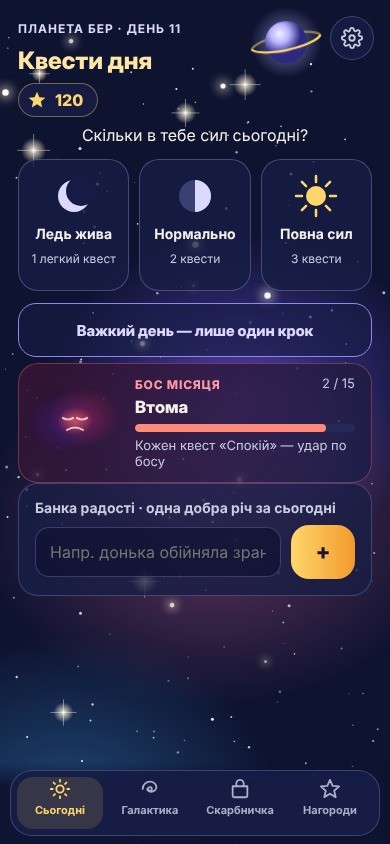 ПЛАНЕТА БЕР · ДЕНЬ 11
Квести дня
120
Скільки в тебе сил сьогодні?
Ледь жива
1 легкий квест
Нормально
2 квести
Повна сил
3 квести
Важкий день — лише один крок
БОС МІСЯЦЯ
2 / 15
Втома
Кожен квест «Спокій» — удар по
босу
Банка радості · одна добра річ за сьогодні
Напр. донька обійняла зран
+
Сьогодні
Галактика
Скарбничка
Нагороди